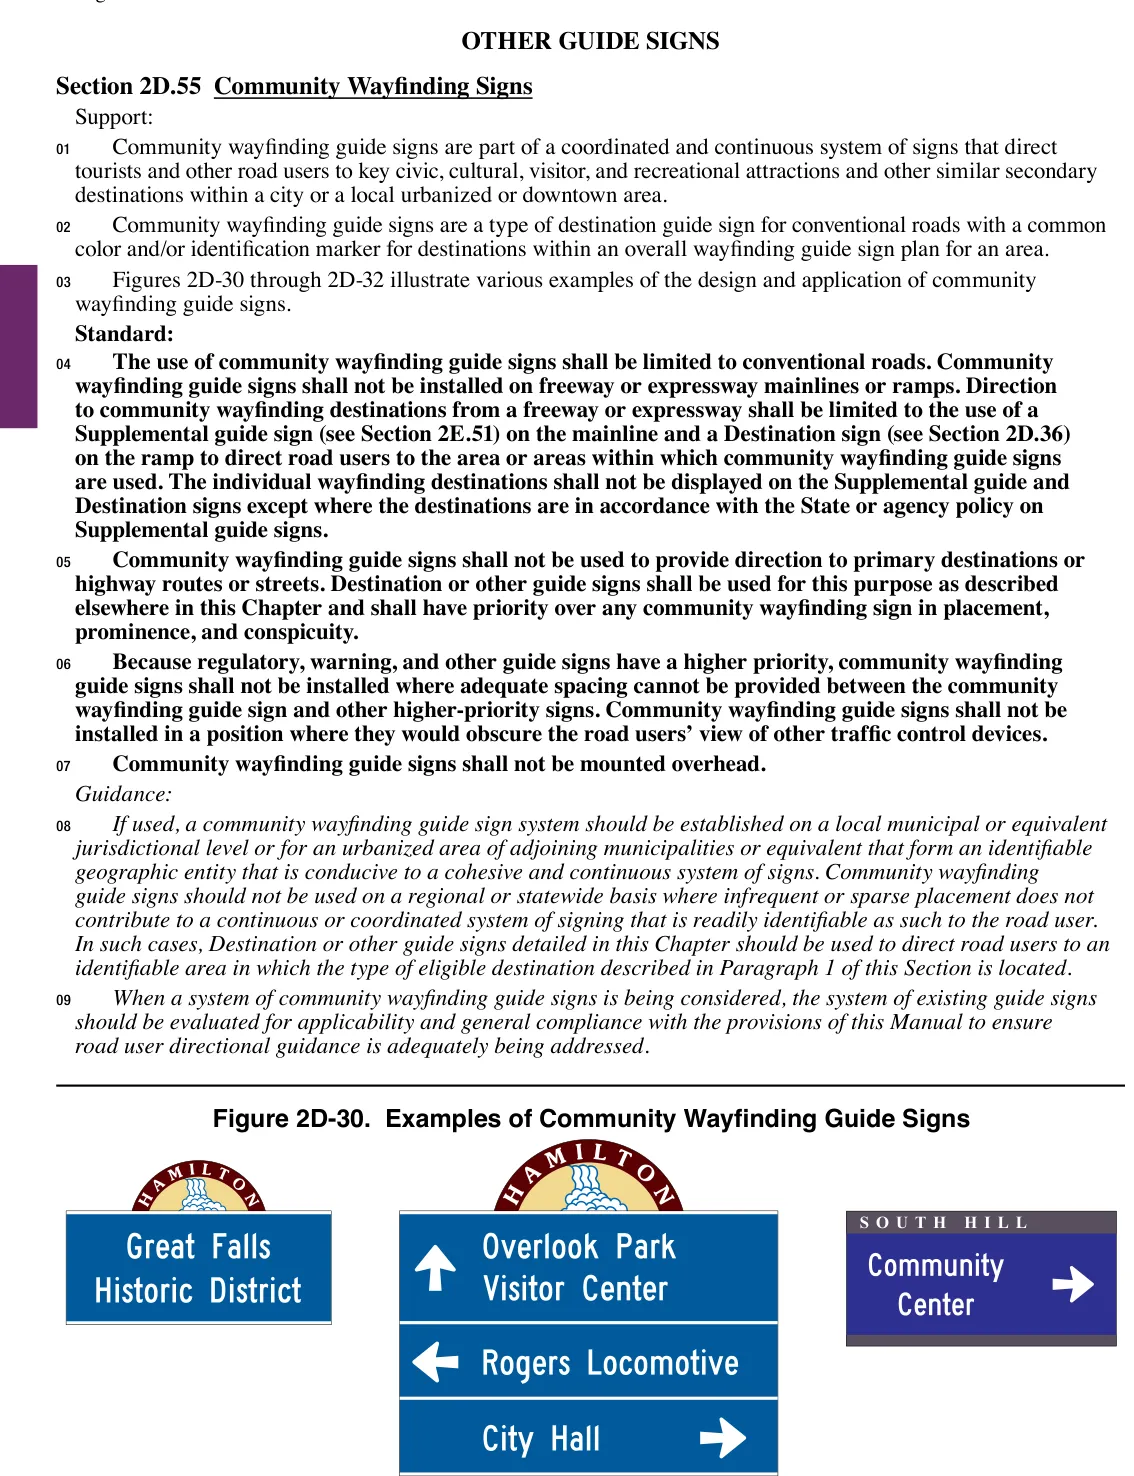 OTHER GUIDE SIGNS
Section 2D.55 Community Wayfinding Signs
Support:
01 Community wayfinding guide signs are part of a coordinated and continuous system of signs that direct
tourists and other road users to key civic, cultural, visitor, and recreational attractions and other similar secondary
destinations within a city or a local urbanized or downtown area.
02 Community wayfinding guide signs are a type of destination guide sign for conventional roads with a common
color and/or identification marker for destinations within an overall wayfinding guide sign plan for an area.
03 Figures 2D-30 through 2D-32 illustrate various examples of the design and application of community
wayfinding guide signs.
Standard:
04 The use of community wayfinding guide signs shall be limited to conventional roads. Community
wayfinding guide signs shall not be installed on freeway or expressway mainlines or ramps. Direction
to community wayfinding destinations from a freeway or expressway shall be limited to the use of a
Supplemental guide sign (see Section 2E.51) on the mainline and a Destination sign (see Section 2D.36)
on the ramp to direct road users to the area or areas within which community wayfinding guide signs
are used. The individual wayfinding destinations shall not be displayed on the Supplemental guide and
Destination signs except where the destinations are in accordance with the State or agency policy on
Supplemental guide signs.
05 Community wayfinding guide signs shall not be used to provide direction to primary destinations or
highway routes or streets. Destination or other guide signs shall be used for this purpose as described
elsewhere in this Chapter and shall have priority over any community wayfinding sign in placement,
prominence, and conspicuity.
06 Because regulatory, warning, and other guide signs have a higher priority, community wayfinding
guide signs shall not be installed where adequate spacing cannot be provided between the community
wayfinding guide sign and other higher-priority signs. Community wayfinding guide signs shall not be
installed in a position where they would obscure the road users' view of other traffic control devices.
07 Community wayfinding guide signs shall not be mounted overhead.
Guidance:
08 If used, a community wayfinding guide sign system should be established on a local municipal or equivalent
jurisdictional level or for an urbanized area of adjoining municipalities or equivalent that form an identifiable
geographic entity that is conducive to a cohesive and continuous system of signs. Community wayfinding
guide signs should not be used on a regional or statewide basis where infrequent or sparse placement does not
contribute to a continuous or coordinated system of signing that is readily identifiable as such to the road user.
In such cases, Destination or other guide signs detailed in this Chapter should be used to direct road users to an
identifiable area in which the type of eligible destination described in Paragraph 1 of this Section is located.
09 When a system of community wayfinding guide signs is being considered, the system of existing guide signs
should be evaluated for applicability and general compliance with the provisions of this Manual to ensure
road user directional guidance is adequately being addressed.
Figure 2D-30. Examples of Community Wayfinding Guide Signs
HAMILTON
Great Falls
Historic District
HAMILTON
Overlook Park
Visitor Center
Rogers Locomotive
City Hall
SOUTH HILL
Community
Center